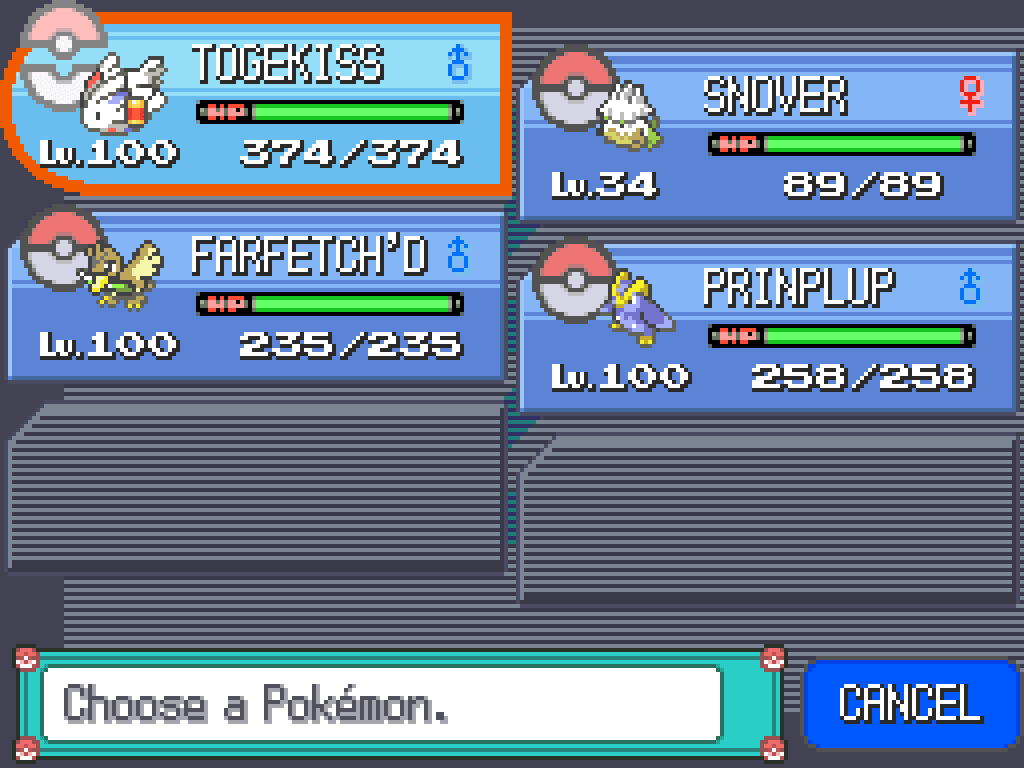 TOGEKISS ♂
HP
Lv.100 374/374
SNOVER ♀
HP
Lv.34 89/89
FARFETCH'D ♂
HP
Lv.100 235/235
PRINPLUP ♂
HP
Lv.100 258/258
Choose a Pokémon.
CANCEL